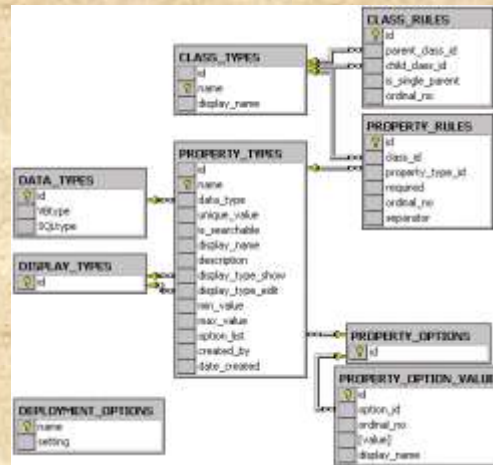 CLASS_RULES
id
parent_class_id
child_class_id
is_single_parent
ordinal_no
CLASS_TYPES
id
name
display_name
PROPERTY_RULES
id
class_id
property_type_id
required
ordinal_no
separator
PROPERTY_TYPES
id
name
data_type
unique_value
is_searchable
display_name
description
display_type_show
display_type_edit
min_value
max_value
option_list
created_by
date_created
DATA_TYPES
id
VBtype
SQLtype
DISPLAY_TYPES
id
PROPERTY_OPTIONS
id
PROPERTY_OPTION_VALUE
id
option_id
ordinal_no
[value]
display_name
DEPLOYMENT_OPTIONS
name
setting